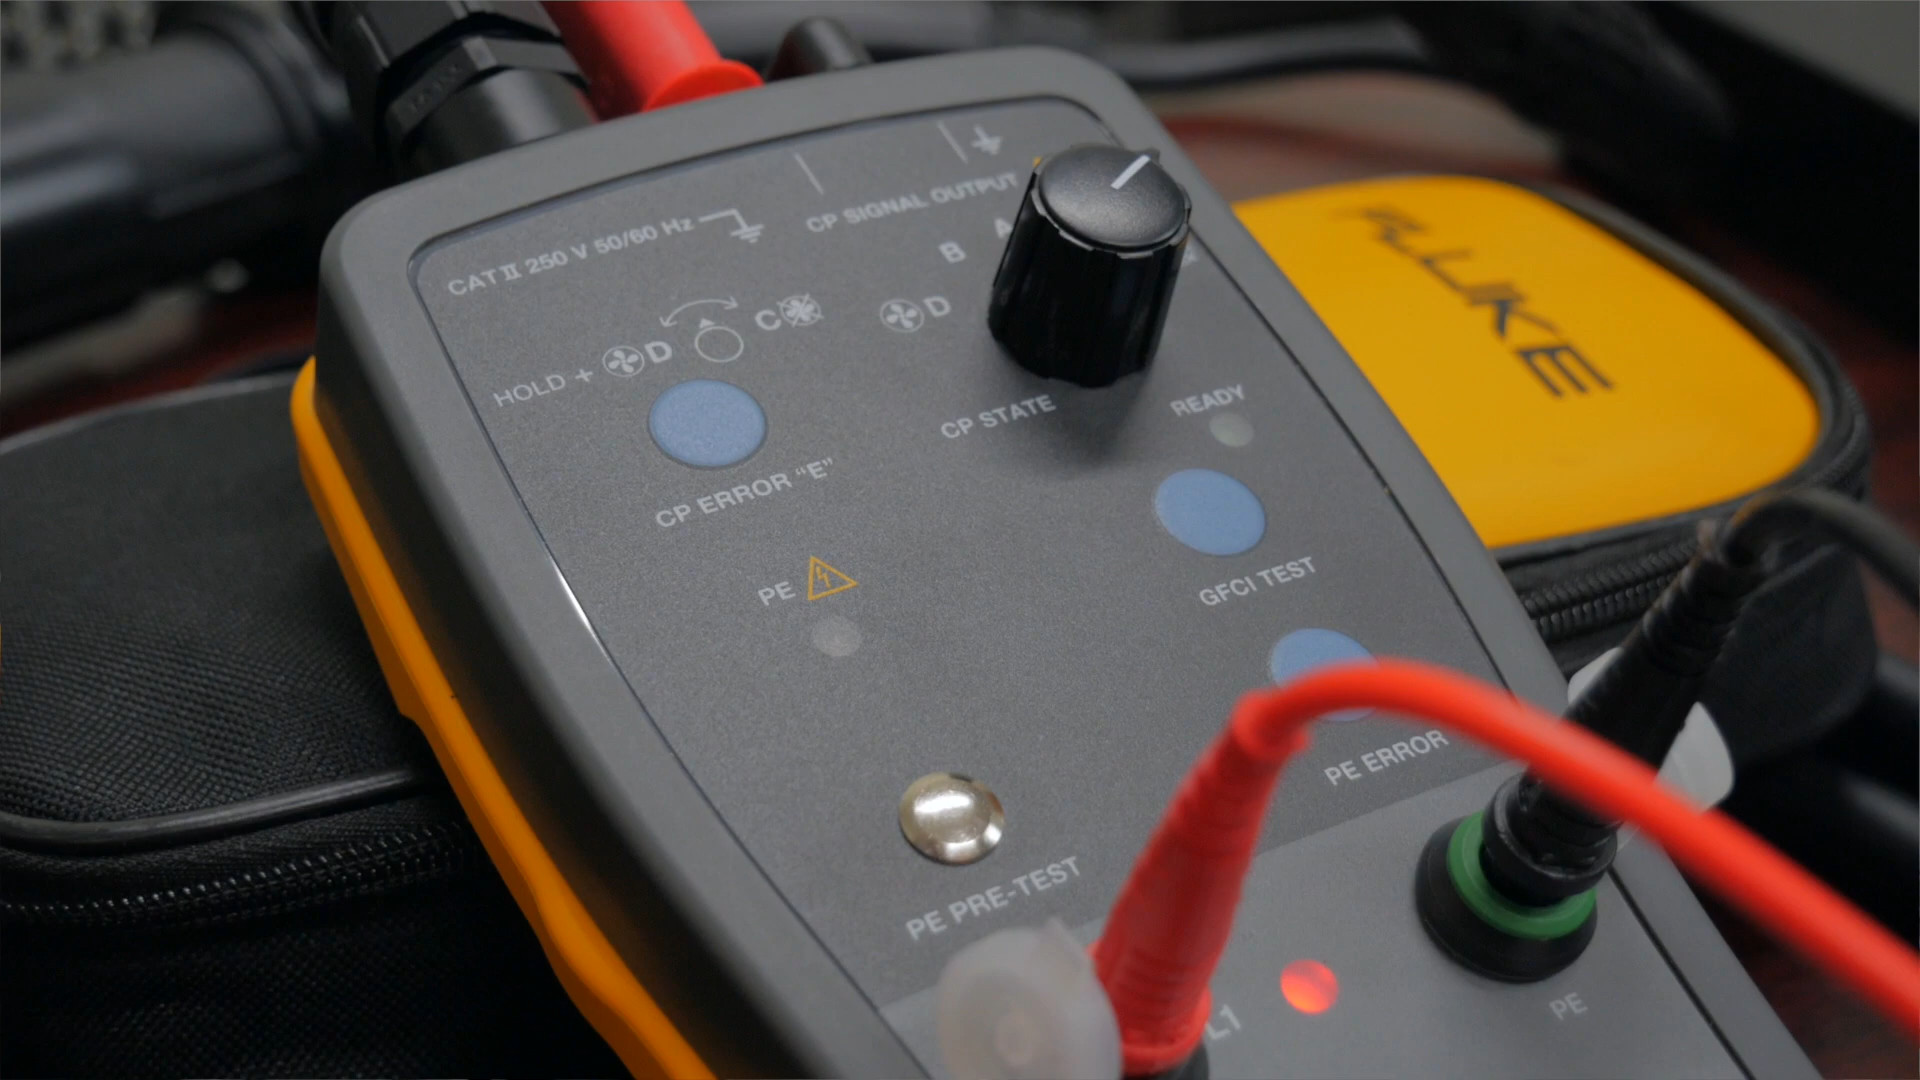 CAT II 250 V 50/60 Hz
CP SIGNAL OUTPUT
A
B
D
HOLD + D
C
CP STATE
READY
CP ERROR "E"
GFCI TEST
PE
PE ERROR
PE PRE-TEST
L1
PE
FLUKE